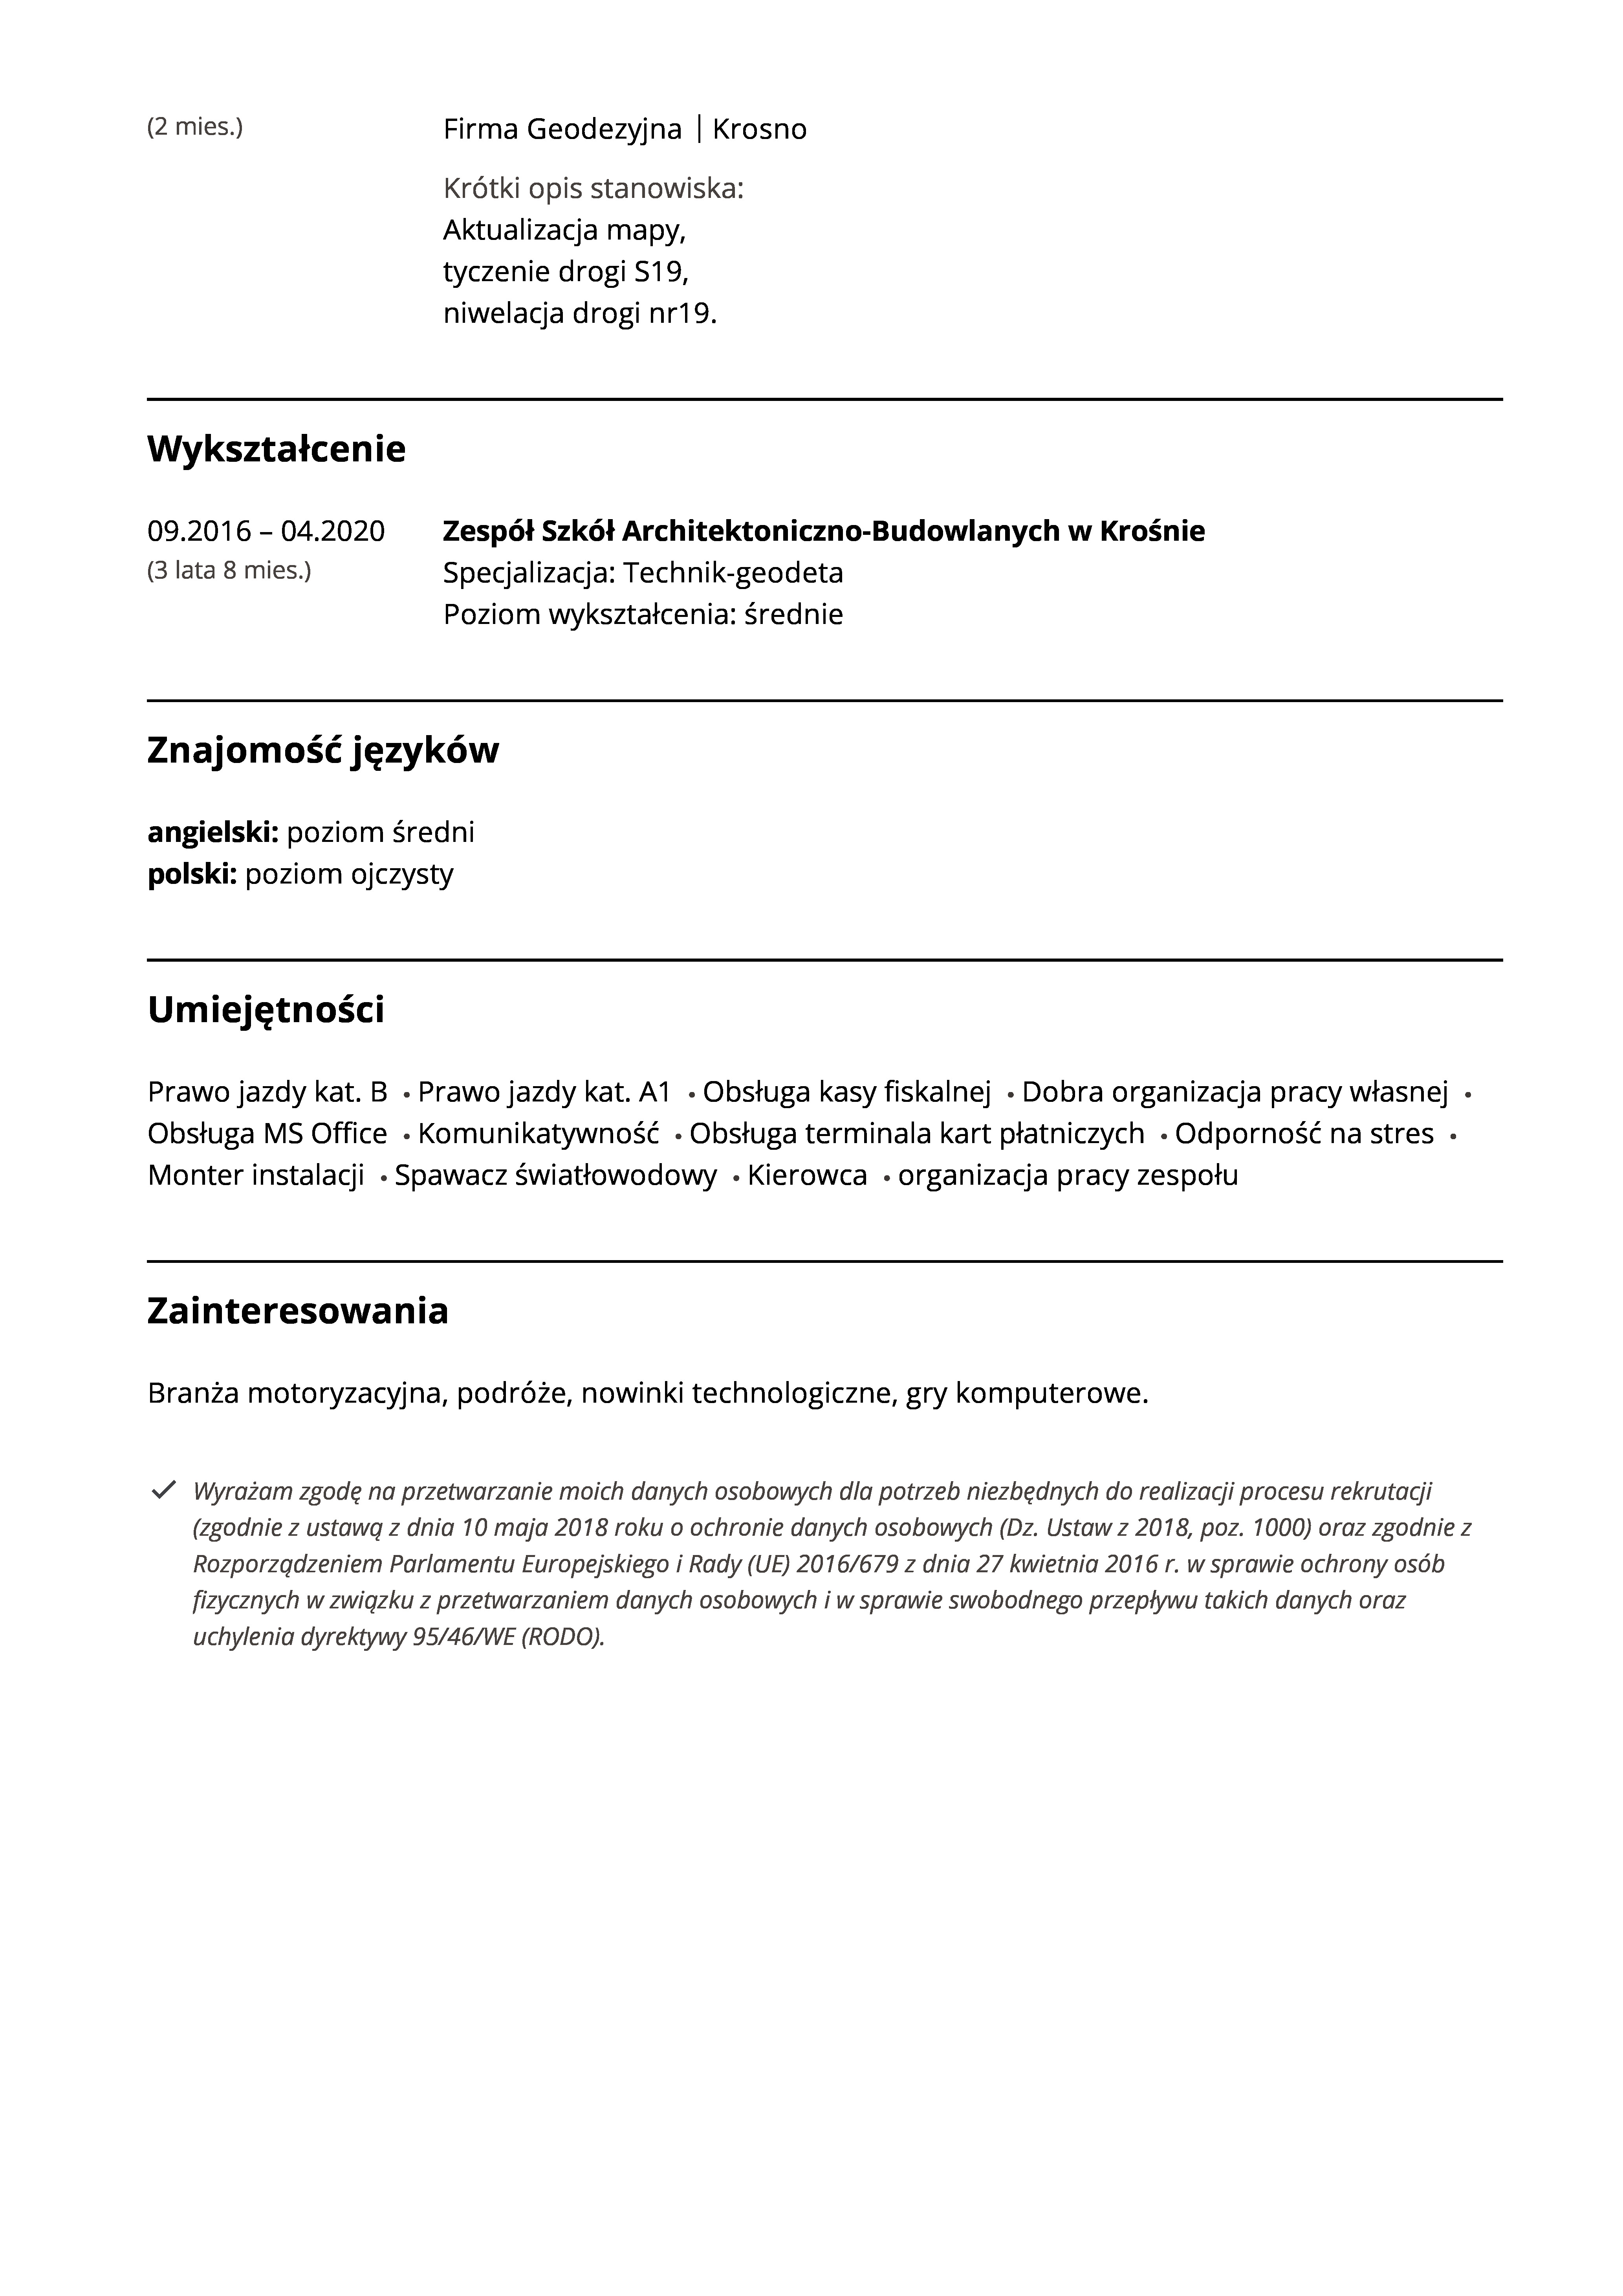 (2 mies.) Firma Geodezyjna | Krosno
Krótki opis stanowiska:
Aktualizacja mapy,
tyczenie drogi S19,
niwelacja drogi nr19.
Wykształcenie
09.2016 – 04.2020 Zespół Szkół Architektoniczno-Budowlanych w Krośnie
(3 lata 8 mies.) Specjalizacja: Technik-geodeta
Poziom wykształcenia: średnie
Znajomość języków
angielski: poziom średni
polski: poziom ojczysty
Umiejętności
Prawo jazdy kat. B • Prawo jazdy kat. A1 • Obsługa kasy fiskalnej • Dobra organizacja pracy własnej •
Obsługa MS Office • Komunikatywność • Obsługa terminala kart płatniczych • Odporność na stres •
Monter instalacji • Spawacz światłowodowy • Kierowca • organizacja pracy zespołu
Zainteresowania
Branża motoryzacyjna, podróże, nowinki technologiczne, gry komputerowe.
✓ Wyrażam zgodę na przetwarzanie moich danych osobowych dla potrzeb niezbędnych do realizacji procesu rekrutacji
(zgodnie z ustawą z dnia 10 maja 2018 roku o ochronie danych osobowych (Dz. Ustaw z 2018, poz. 1000) oraz zgodnie z
Rozporządzeniem Parlamentu Europejskiego i Rady (UE) 2016/679 z dnia 27 kwietnia 2016 r. w sprawie ochrony osób
fizycznych w związku z przetwarzaniem danych osobowych i w sprawie swobodnego przepływu takich danych oraz
uchylenia dyrektywy 95/46/WE (RODO).